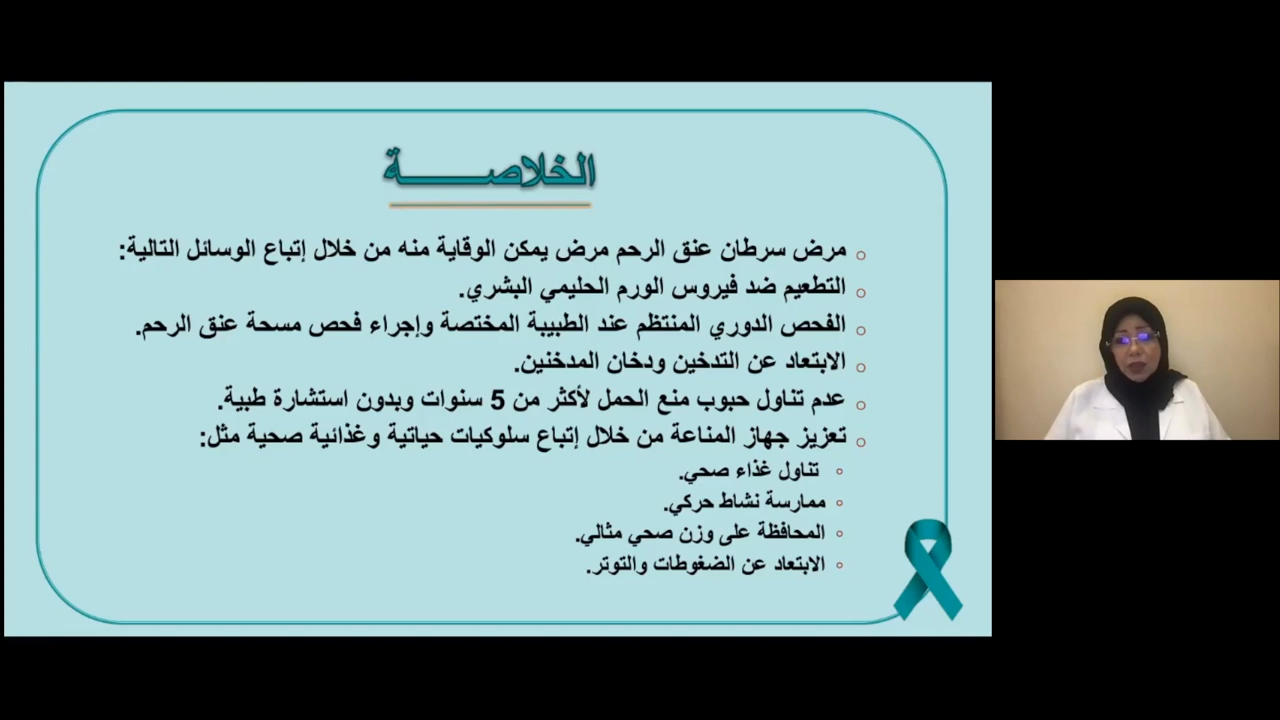 الخلاصـــــــة
مرض سرطان عنق الرحم مرض يمكن الوقاية منه من خلال إتباع الوسائل التالية:
التطعيم ضد فيروس الورم الحليمي البشري.
الفحص الدوري المنتظم عند الطبيبة المختصة وإجراء فحص مسحة عنق الرحم.
الابتعاد عن التدخين ودخان المدخنين.
عدم تناول حبوب منع الحمل لأكثر من 5 سنوات وبدون استشارة طبية.
تعزيز جهاز المناعة من خلال إتباع سلوكيات حياتية وغذائية صحية مثل:
تناول غذاء صحي.
ممارسة نشاط حركي.
المحافظة على وزن صحي مثالي.
الابتعاد عن الضغوطات والتوتر.